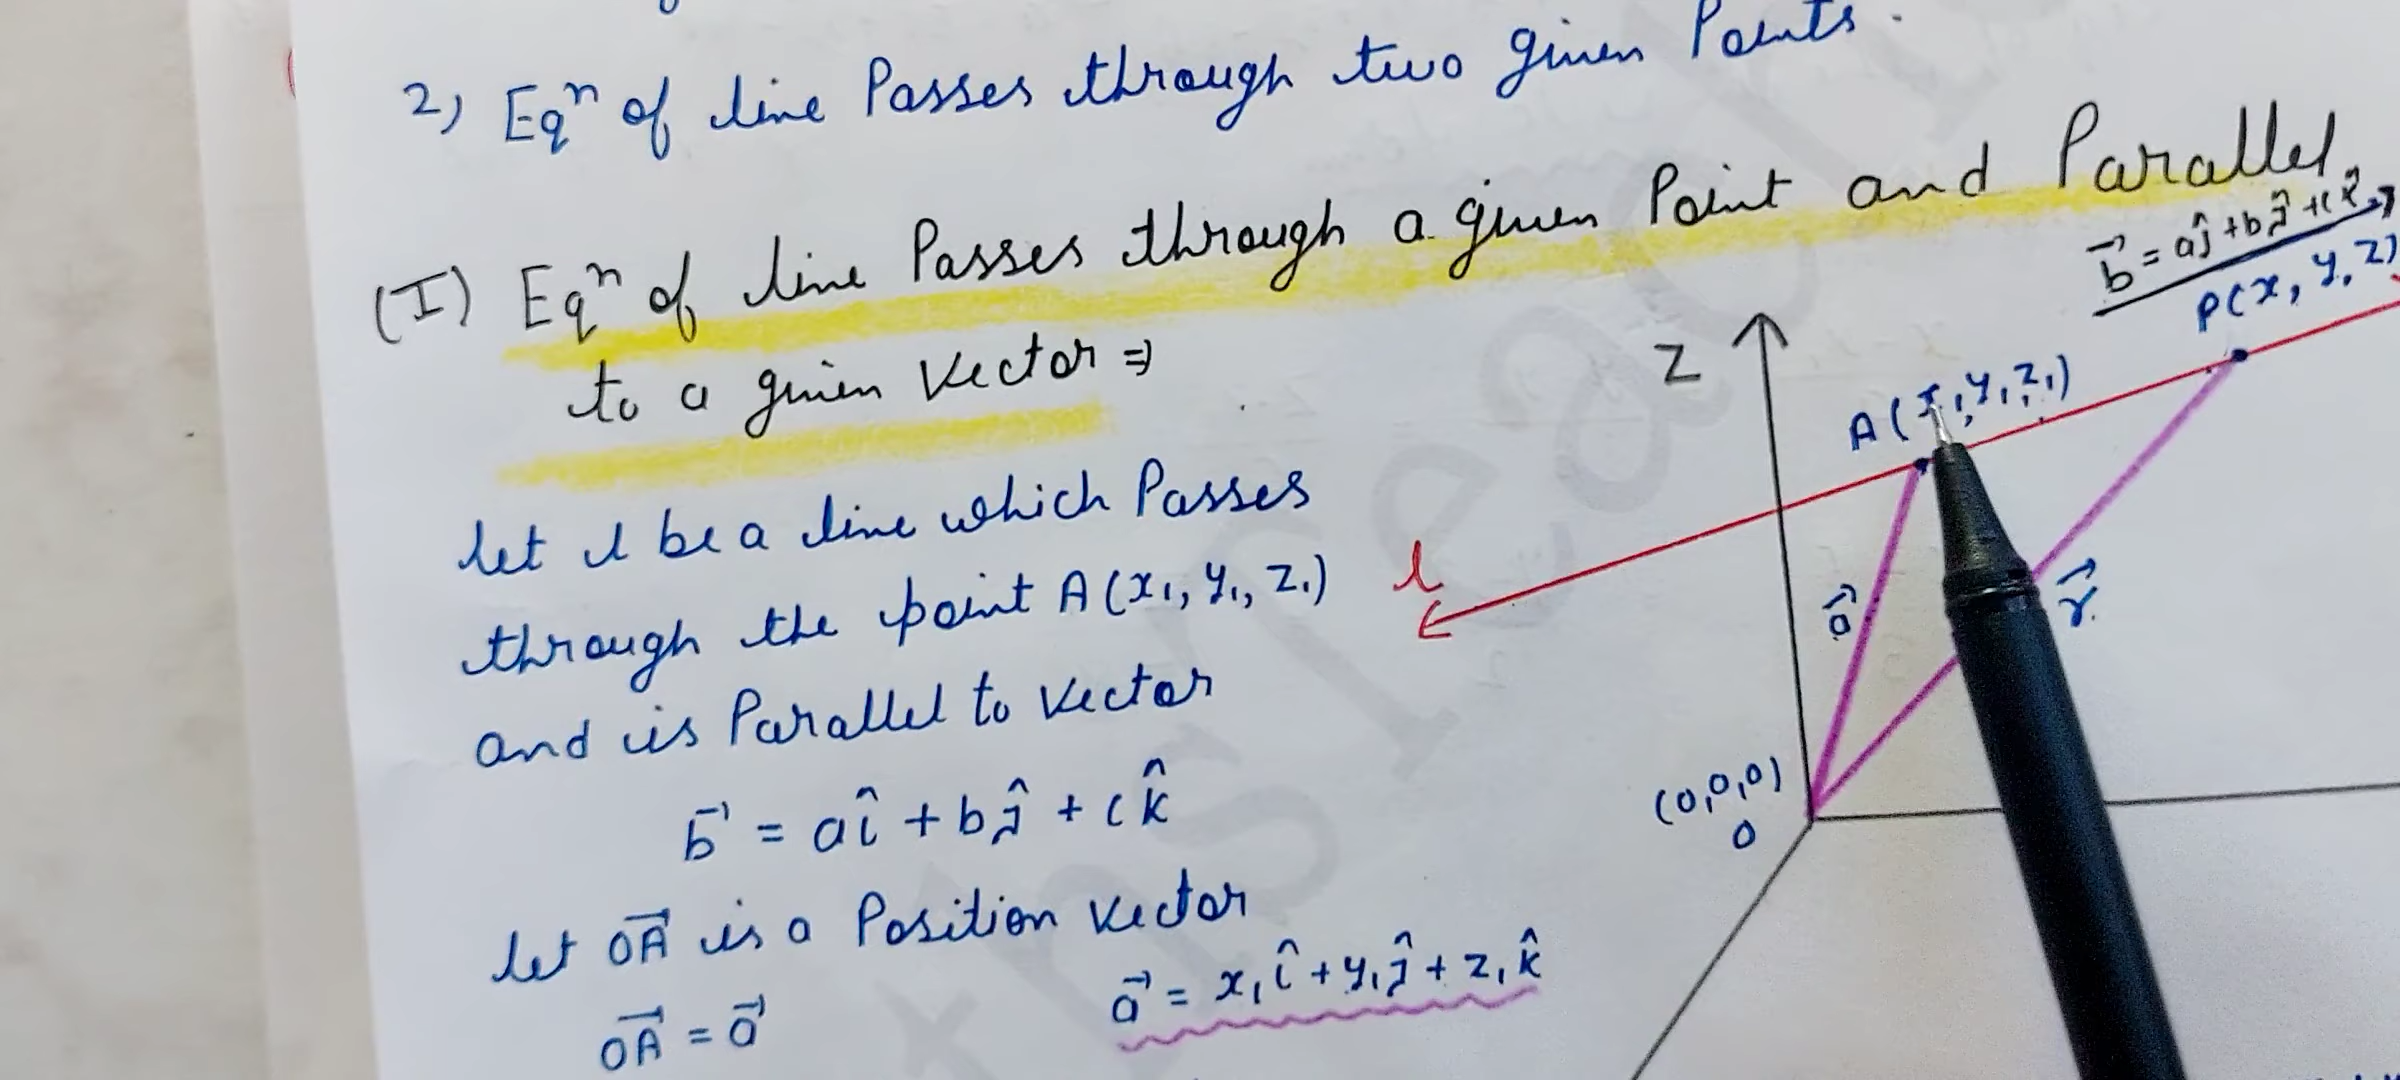 2) Eqⁿ of line Passes through two given Points.
(I) Eqⁿ of line Passes through a given Point and Parallel
to a given Vector ⇒
b⃗ = aĵ + bĵ + ck̂
P(x, y, z)
Z
A(x₁, y₁, z₁)
let l be a line which Passes
through the point A(x₁, y₁, z₁)
l
a⃗
r⃗
and is Parallel to Vector
b⃗ = aî + bĵ + ck̂
(0,0,0)
O
let OA⃗ is a Position Vector
OA⃗ = a⃗
a⃗ = x₁î + y₁ĵ + z₁k̂